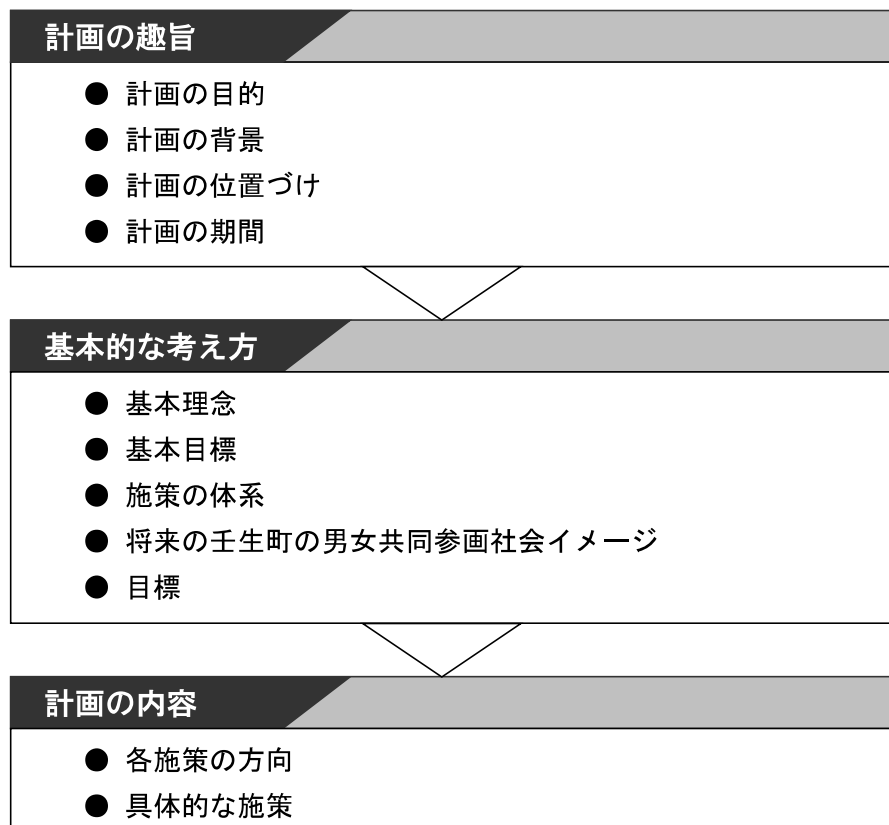 計画の趣旨
● 計画の目的
● 計画の背景
● 計画の位置づけ
● 計画の期間
基本的な考え方
● 基本理念
● 基本目標
● 施策の体系
● 将来の壬生町の男女共同参画社会イメージ
● 目標
計画の内容
● 各施策の方向
● 具体的な施策